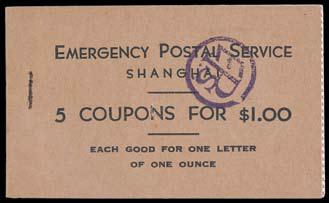 EMERGENCY POSTAL SERVICE
SHANGHAI
5 COUPONS FOR $1.00
EACH GOOD FOR ONE LETTER
OF ONE OUNCE